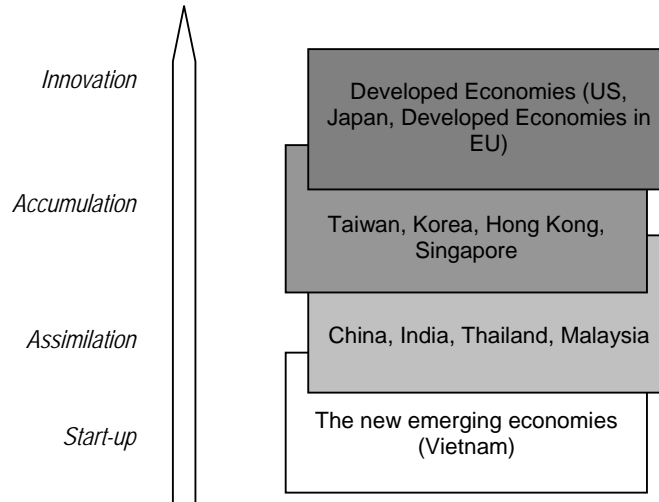 Innovation
Developed Economies (US,
Japan, Developed Economies in
EU)
Accumulation
Taiwan, Korea, Hong Kong,
Singapore
Assimilation
China, India, Thailand, Malaysia
Start-up
The new emerging economies
(Vietnam)